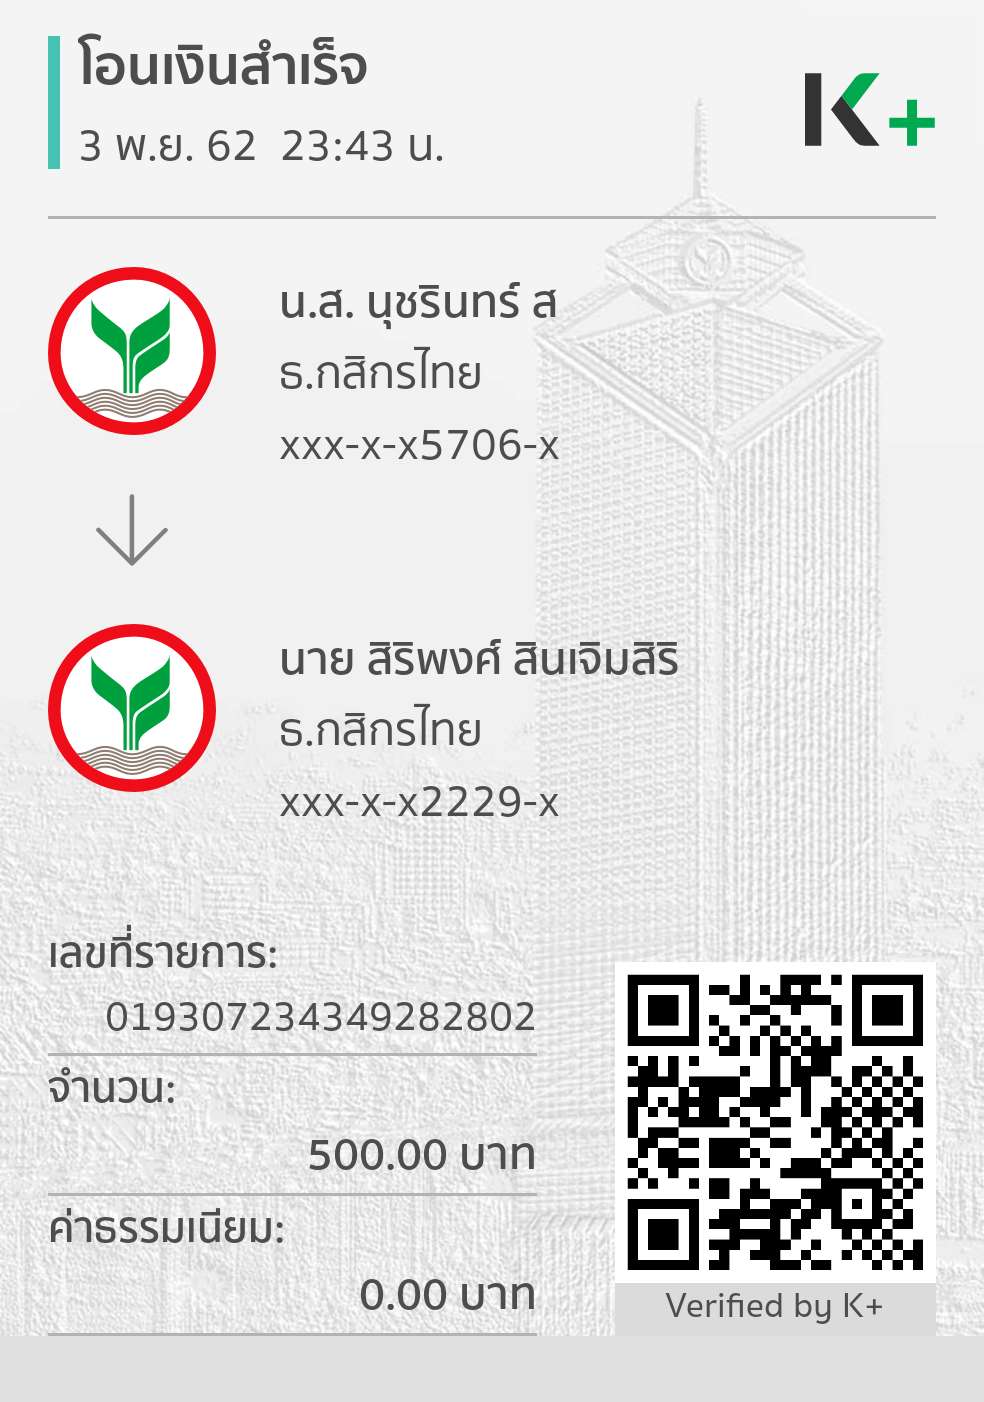 โอนเงินสำเร็จ
3 พ.ย. 62  23:43 น.
K+
น.ส. นุชรินทร์ ส
ธ.กสิกรไทย
xxx-x-x5706-x
นาย สิริพงศ์ สินเจิมสิริ
ธ.กสิกรไทย
xxx-x-x2229-x
เลขที่รายการ:
019307234349282802
จำนวน:
500.00 บาท
ค่าธรรมเนียม:
0.00 บาท
Verified by K+